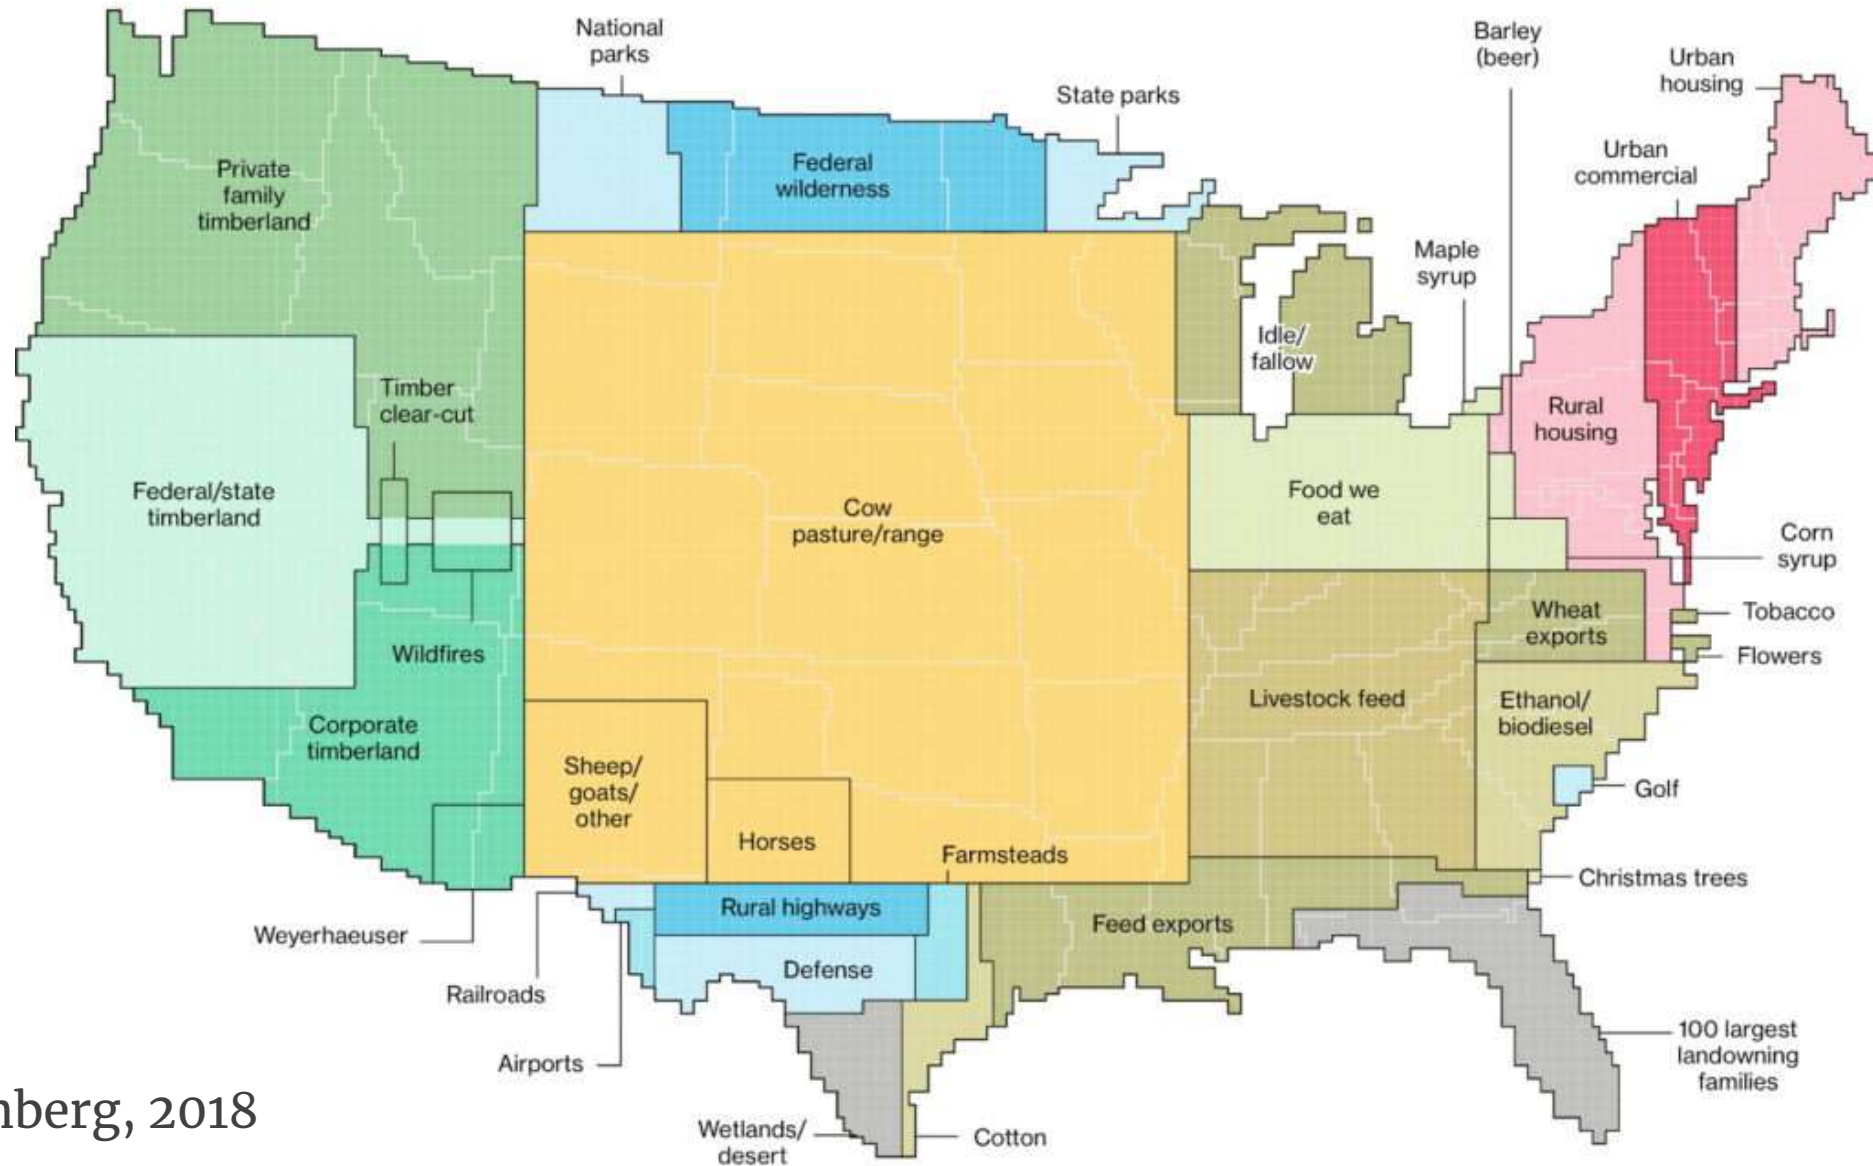 National
parks
Barley
(beer)
Urban
housing
State parks
Private
family
timberland
Federal
wilderness
Urban
commercial
Maple
syrup
Idle/
fallow
Timber
clear-cut
Rural
housing
Federal/state
timberland
Cow
pasture/range
Food we
eat
Corn
syrup
Wheat
exports
Tobacco
Flowers
Wildfires
Livestock feed
Ethanol/
biodiesel
Corporate
timberland
Sheep/
goats/
other
Golf
Horses
Farmsteads
Christmas trees
Rural highways
Feed exports
Weyerhaeuser
Defense
Railroads
Airports
100 largest
landowning
families
nberg, 2018
Wetlands/
desert
Cotton